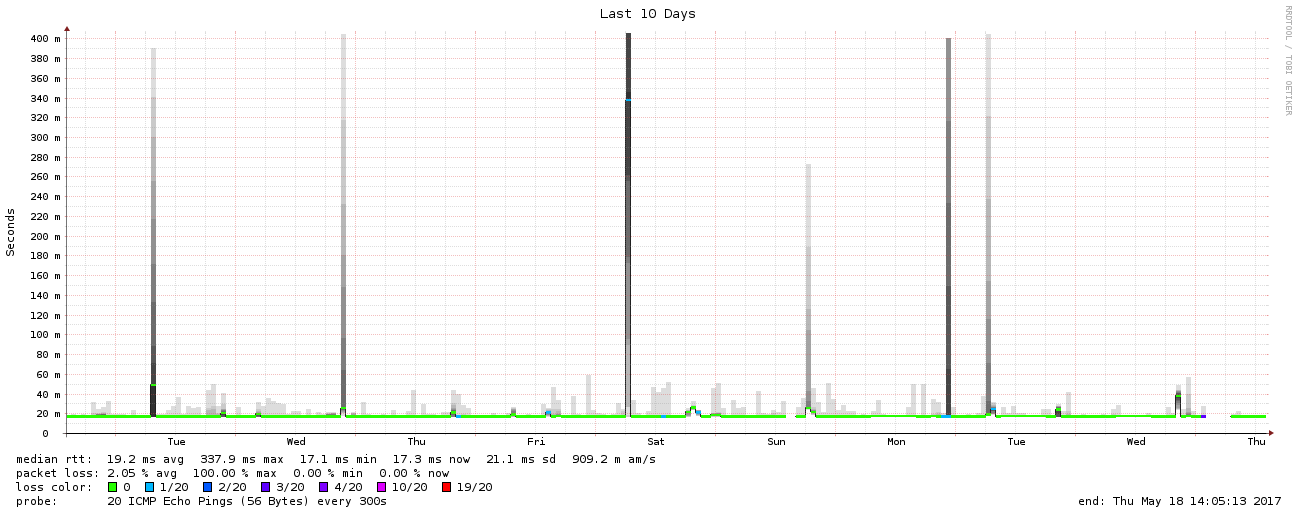 Last 10 Days
RRDTOOL / TOBI OETIKER
Seconds
400 m
380 m
360 m
340 m
320 m
300 m
280 m
260 m
240 m
220 m
200 m
180 m
160 m
140 m
120 m
100 m
80 m
60 m
40 m
20 m
0
Tue Wed Thu Fri Sat Sun Mon Tue Wed Thu
median rtt: 19.2 ms avg 337.9 ms max 17.1 ms min 17.3 ms now 21.1 ms sd 909.2 m am/s
packet loss: 2.05 % avg 100.00 % max 0.00 % min 0.00 % now
loss color: 0 1/20 2/20 3/20 4/20 10/20 19/20
probe: 20 ICMP Echo Pings (56 Bytes) every 300s end: Thu May 18 14:05:13 2017